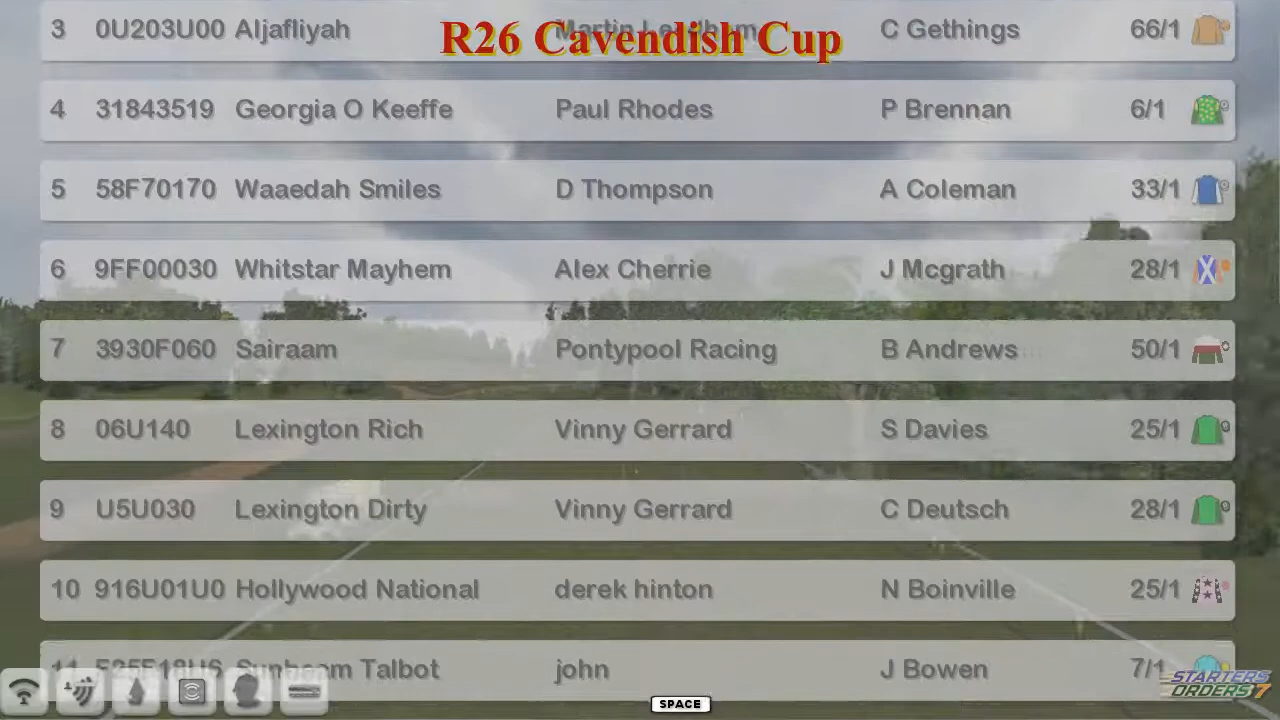 R26 Cavendish Cup
3 0U203U00 Aljafliyah Martin C Gethings 66/1
4 31843519 Georgia O Keeffe Paul Rhodes P Brennan 6/1
5 58F70170 Waaedah Smiles D Thompson A Coleman 33/1
6 9FF00030 Whitstar Mayhem Alex Cherrie J Mcgrath 28/1
7 3930F060 Sairaam Pontypool Racing B Andrews 50/1
8 06U140 Lexington Rich Vinny Gerrard S Davies 25/1
9 U5U030 Lexington Dirty Vinny Gerrard C Deutsch 28/1
10 916U01U0 Hollywood National derek hinton N Boinville 25/1
11 Sunbeam Talbot john J Bowen 7/1
STARTERS
ORDERS 7
SPACE